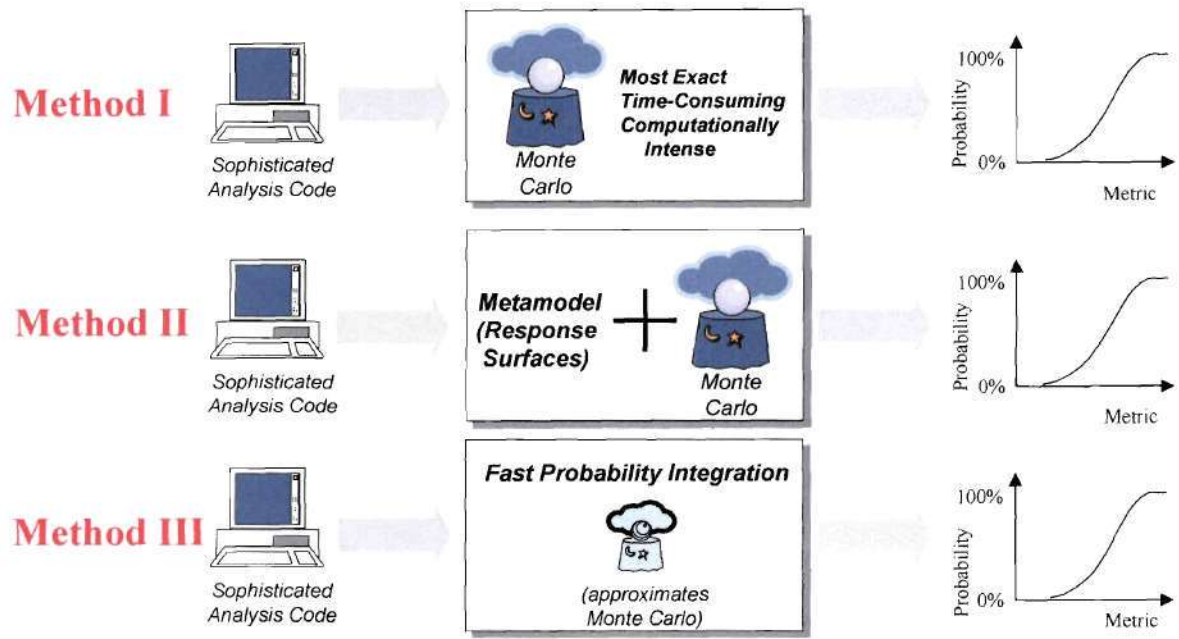 Method I
Sophisticated
Analysis Code
Monte
Carlo
Most Exact
Time-Consuming
Computationally
Intense
100%
Probability
0%
Metric
Method II
Sophisticated
Analysis Code
Metamodel
(Response
Surfaces)
+
Monte
Carlo
100%
Probability
0%
Metric
Method III
Sophisticated
Analysis Code
Fast Probability Integration
(approximates
Monte Carlo)
100%
Probability
0%
Metric